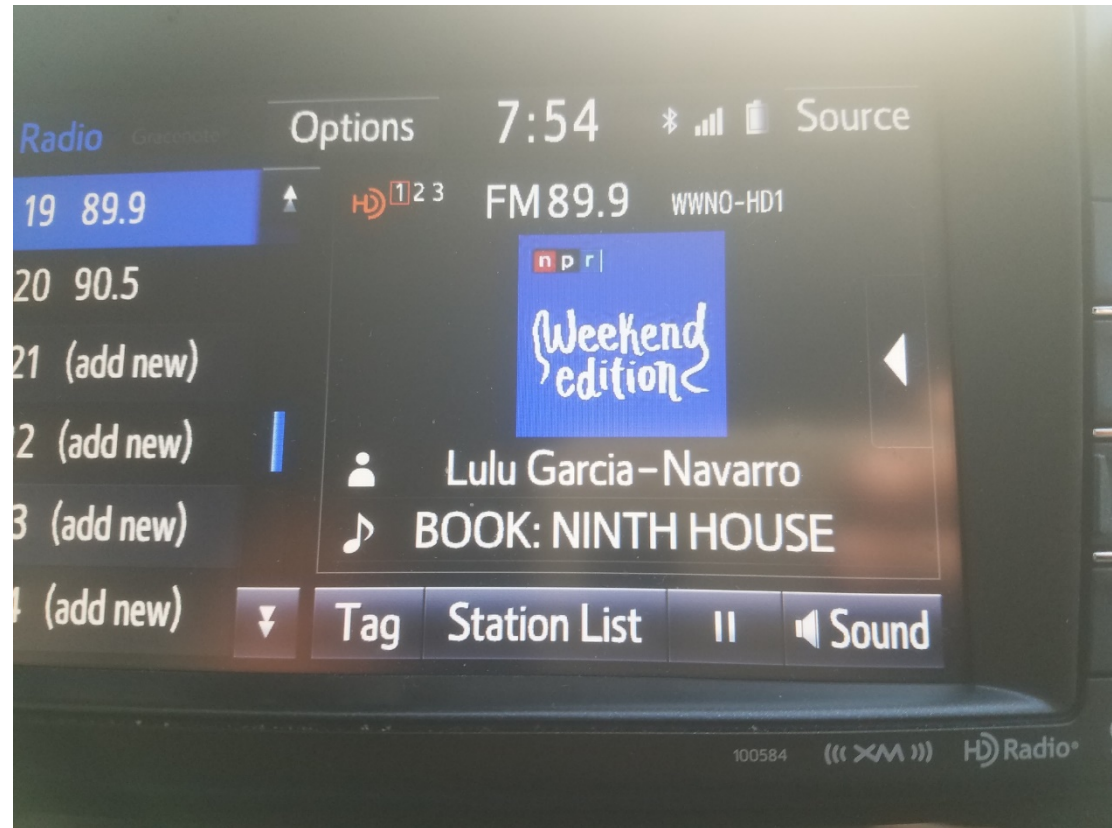 Radio Gracenote Options 7:54 Source
19 89.9
20 90.5
21 (add new)
2 (add new)
3 (add new)
(add new)
HD 1 2 3 FM 89.9 WWNO-HD1
npr
Weekend
edition
Lulu Garcia-Navarro
BOOK: NINTH HOUSE
Tag Station List Sound
100584 ((( XM ))) HD Radio®